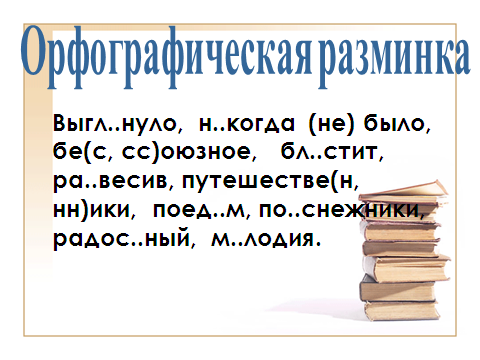 Орфографическая разминка
Выгл..нуло, н..когда (не) было,
бе(с, сс)оюзное, бл..стит,
ра..весив, путешестве(н,
нн)ики, поед..м, по..снежники,
радос..ный, м..лодия.